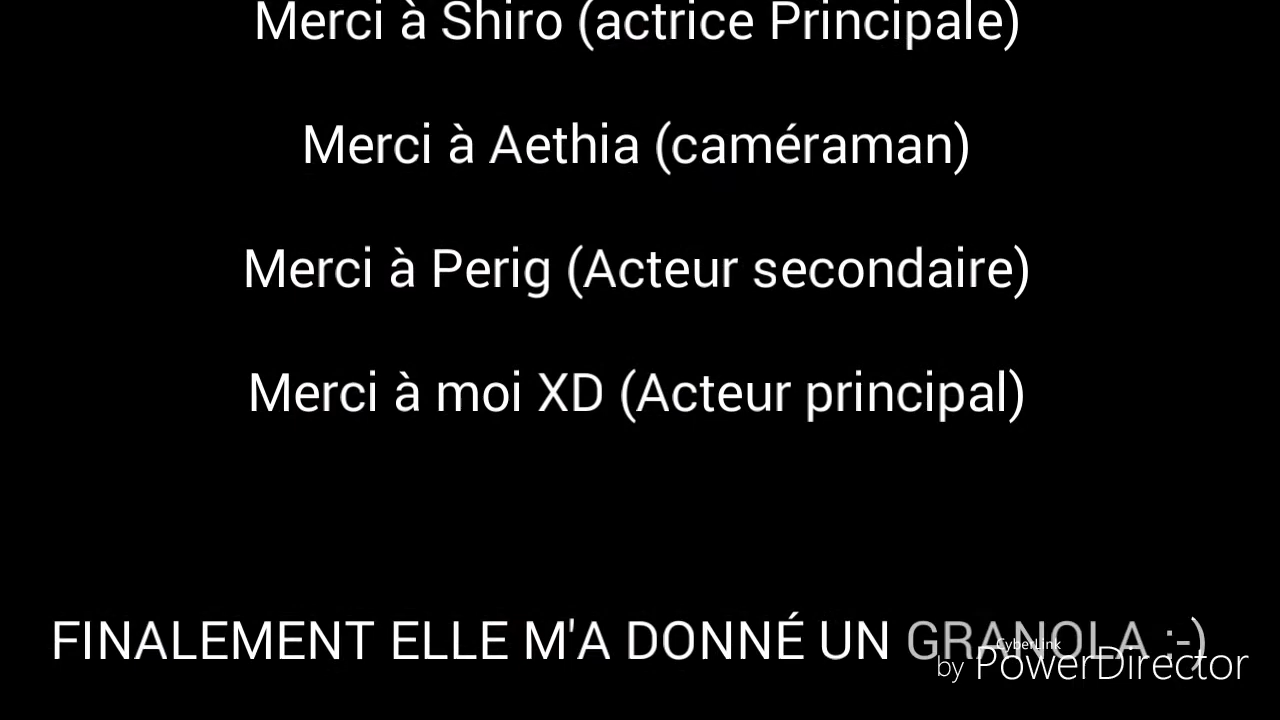 Merci à Shiro (actrice Principale)
Merci à Aethia (caméraman)
Merci à Perig (Acteur secondaire)
Merci à moi XD (Acteur principal)
FINALEMENT ELLE M'A DONNÉ UN GRANOLA :-)
CyberLink
by PowerDirector